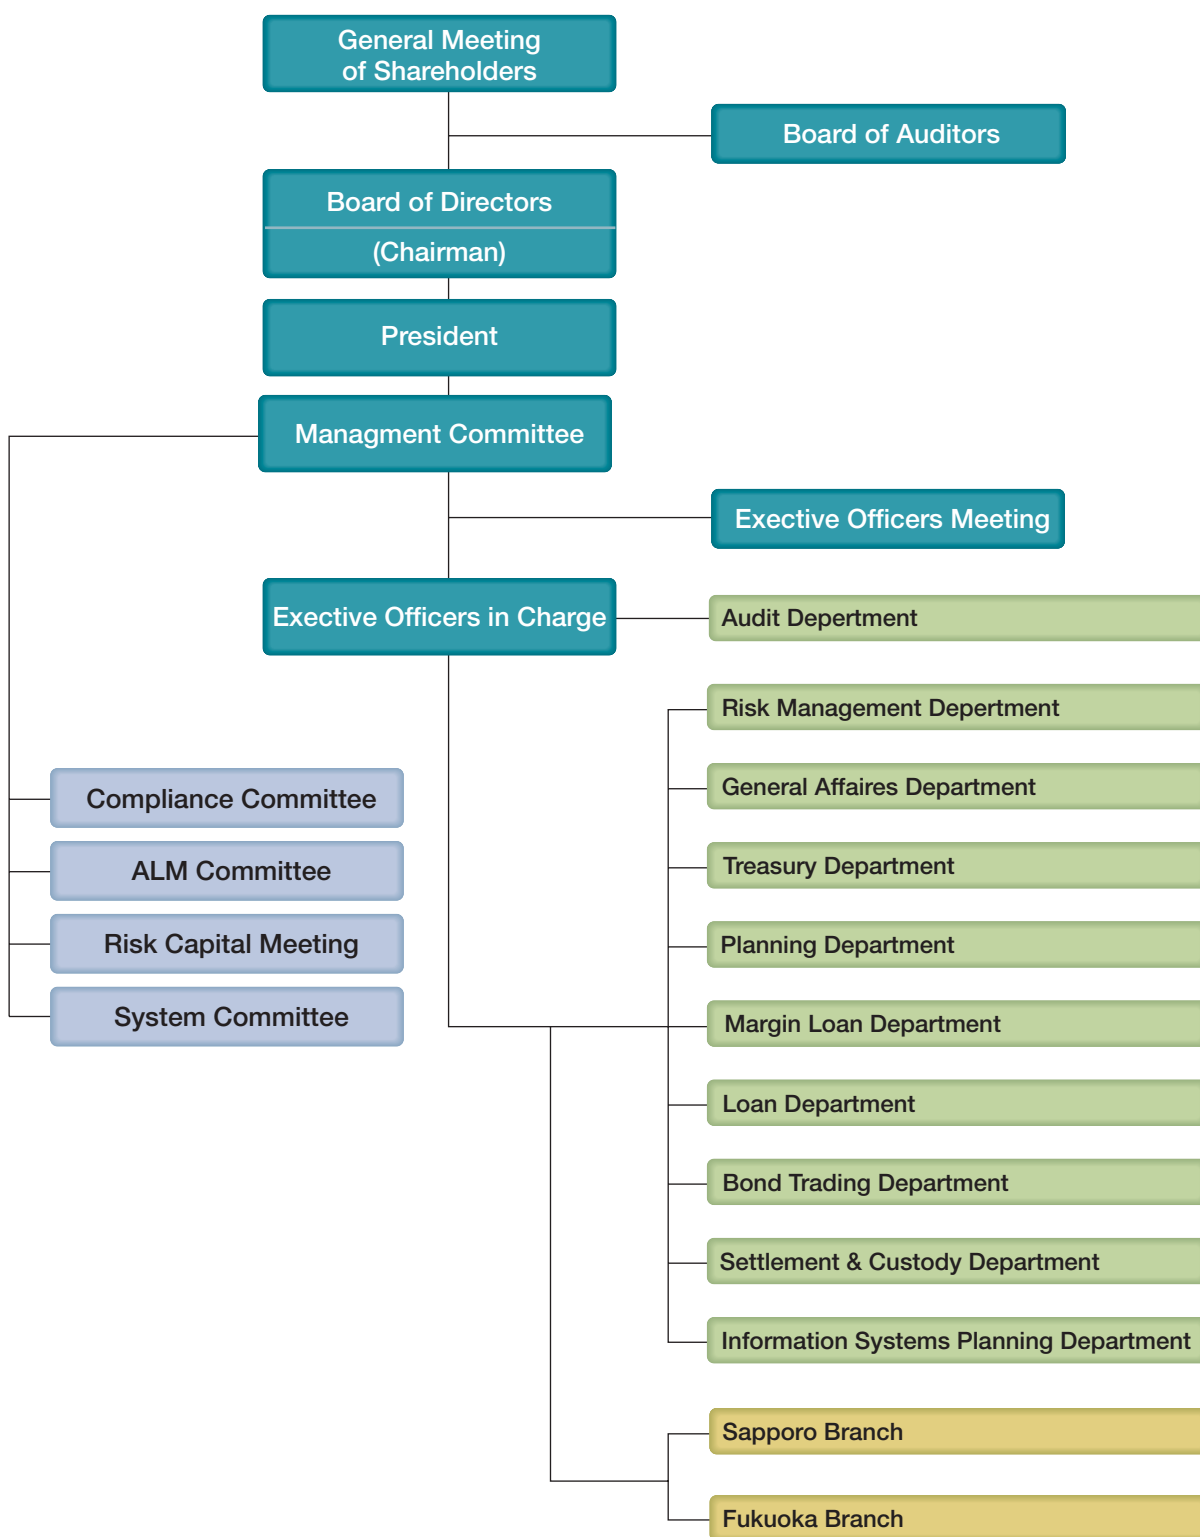 General Meeting
of Shareholders
Board of Auditors
Board of Directors
(Chairman)
President
Managment Committee
Exective Officers Meeting
Exective Officers in Charge
Audit Depertment
Risk Management Depertment
General Affaires Department
Treasury Department
Planning Department
Margin Loan Department
Loan Department
Bond Trading Department
Settlement & Custody Department
Information Systems Planning Department
Compliance Committee
ALM Committee
Risk Capital Meeting
System Committee
Sapporo Branch
Fukuoka Branch